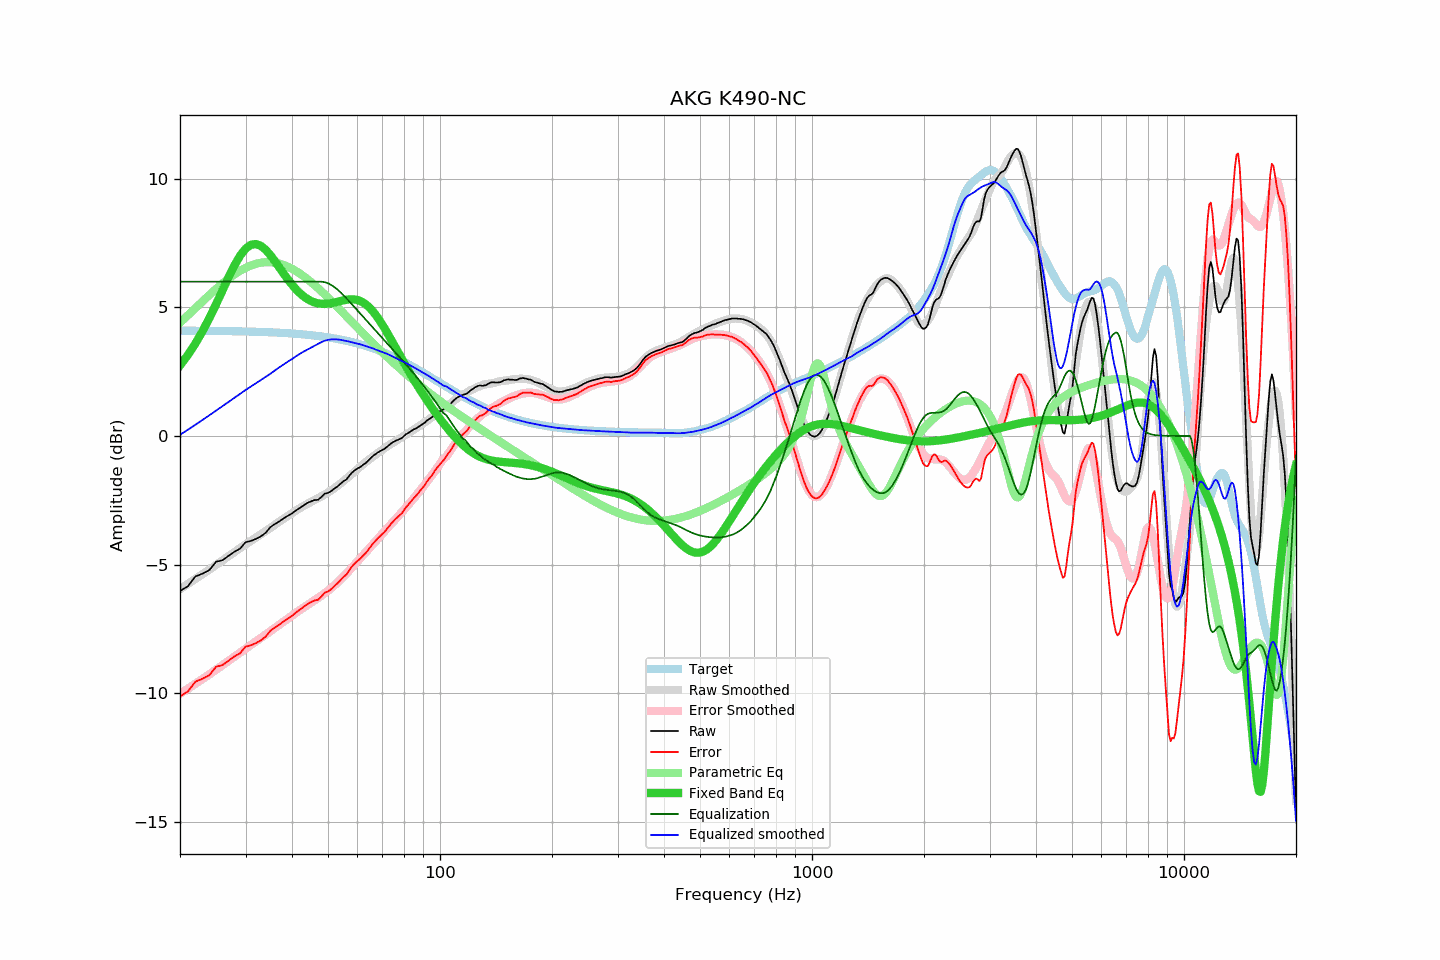 AKG K490-NC
Amplitude (dBr)
10
5
0
−5
−10
−15
Target
Raw Smoothed
Error Smoothed
Raw
Error
Parametric Eq
Fixed Band Eq
Equalization
Equalized smoothed
100
1000
10000
Frequency (Hz)